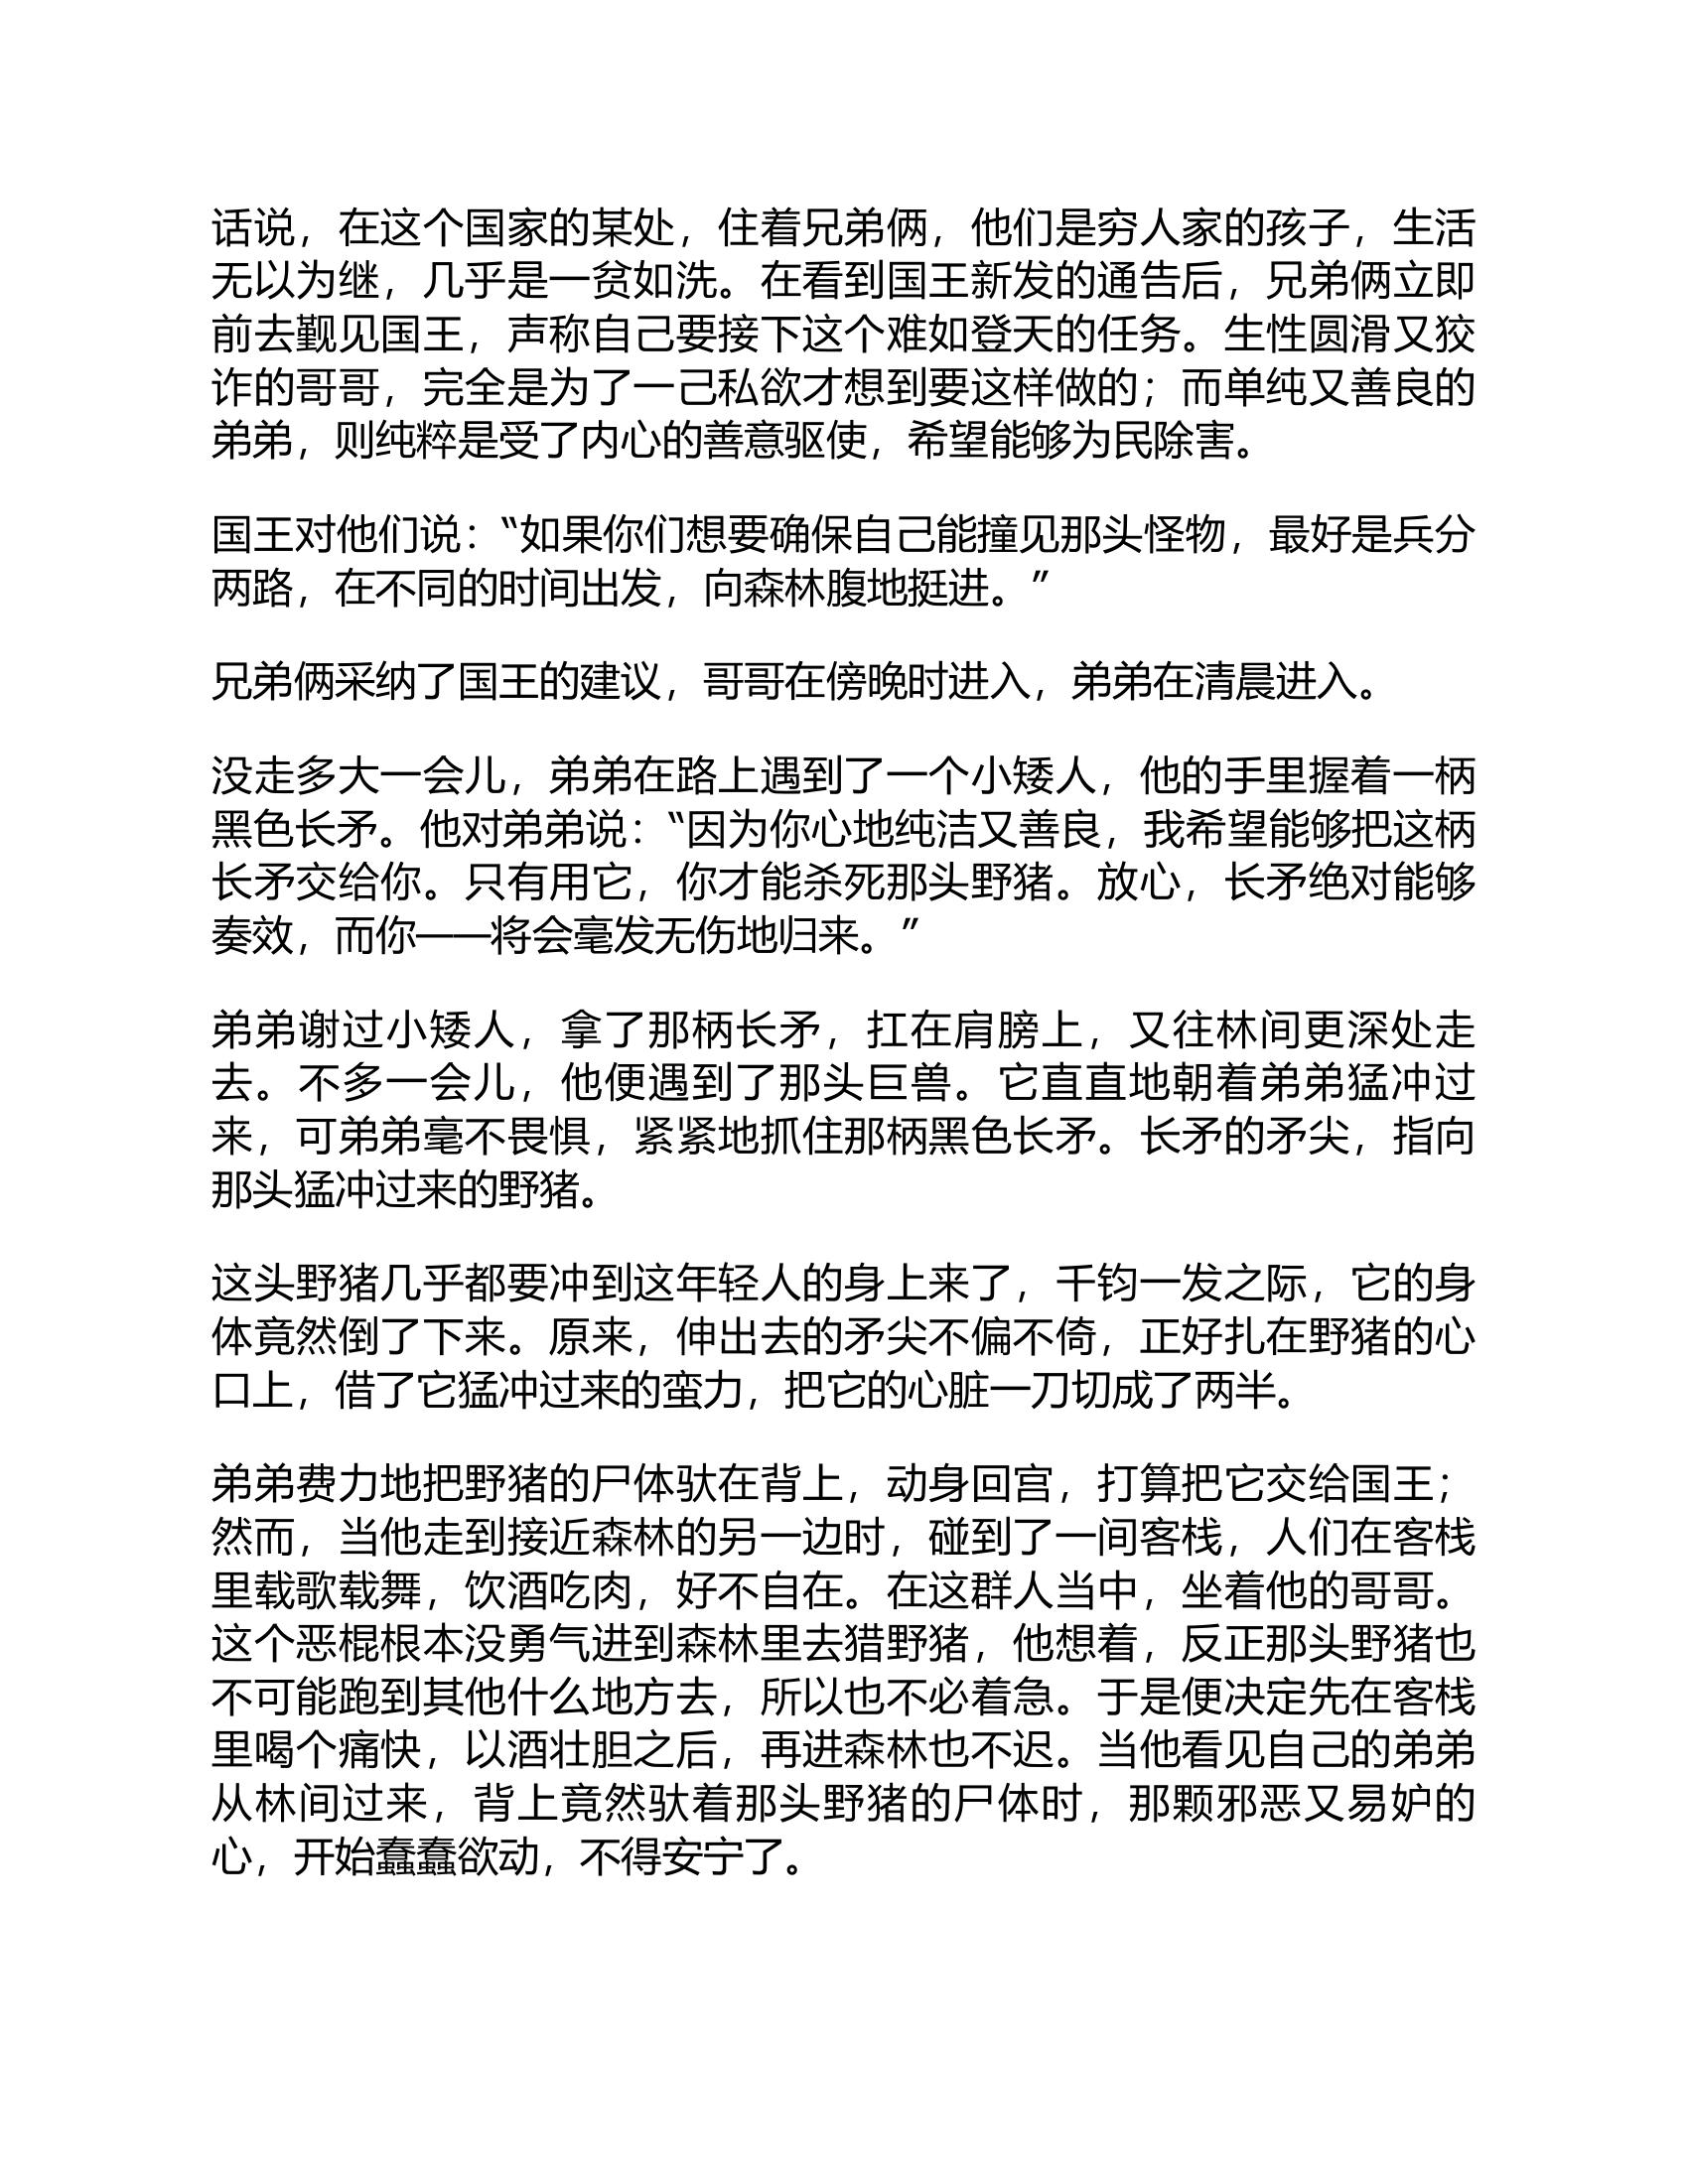 话说，在这个国家的某处，住着兄弟俩，他们是穷人家的孩子，生活
无以为继，几乎是一贫如洗。在看到国王新发的通告后，兄弟俩立即
前去觐见国王，声称自己要接下这个难如登天的任务。生性圆滑又狡
诈的哥哥，完全是为了一己私欲才想到要这样做的；而单纯又善良的
弟弟，则纯粹是受了内心的善意驱使，希望能够为民除害。
国王对他们说：“如果你们想要确保自己能撞见那头怪物，最好是兵分
两路，在不同的时间出发，向森林腹地挺进。”
兄弟俩采纳了国王的建议，哥哥在傍晚时进入，弟弟在清晨进入。
没走多大一会儿，弟弟在路上遇到了一个小矮人，他的手里握着一柄
黑色长矛。他对弟弟说：“因为你心地纯洁又善良，我希望能够把这柄
长矛交给你。只有用它，你才能杀死那头野猪。放心，长矛绝对能够
奏效，而你——将会毫发无伤地归来。”
弟弟谢过小矮人，拿了那柄长矛，扛在肩膀上，又往林间更深处走
去。不多一会儿，他便遇到了那头巨兽。它直直地朝着弟弟猛冲过
来，可弟弟毫不畏惧，紧紧地抓住那柄黑色长矛。长矛的矛尖，指向
那头猛冲过来的野猪。
这头野猪几乎都要冲到这年轻人的身上来了，千钧一发之际，它的身
体竟然倒了下来。原来，伸出去的矛尖不偏不倚，正好扎在野猪的心
口上，借了它猛冲过来的蛮力，把它的心脏一刀切成了两半。
弟弟费力地把野猪的尸体驮在背上，动身回宫，打算把它交给国王；
然而，当他走到接近森林的另一边时，碰到了一间客栈，人们在客栈
里载歌载舞，饮酒吃肉，好不自在。在这群人当中，坐着他的哥哥。
这个恶棍根本没勇气进到森林里去猎野猪，他想着，反正那头野猪也
不可能跑到其他什么地方去，所以也不必着急。于是便决定先在客栈
里喝个痛快，以酒壮胆之后，再进森林也不迟。当他看见自己的弟弟
从林间过来，背上竟然驮着那头野猪的尸体时，那颗邪恶又易妒的
心，开始蠢蠢欲动，不得安宁了。